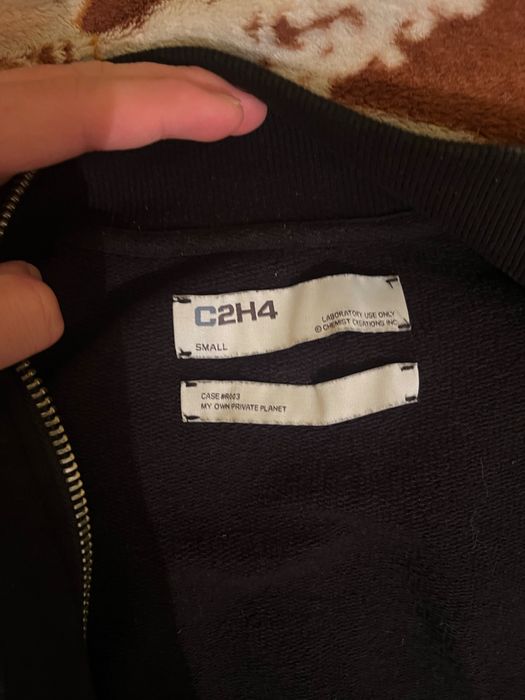 C2H4
LABORATORY USE ONLY
© CHEMIST CREATIONS INC.
SMALL
CASE #R003
MY OWN PRIVATE PLANET